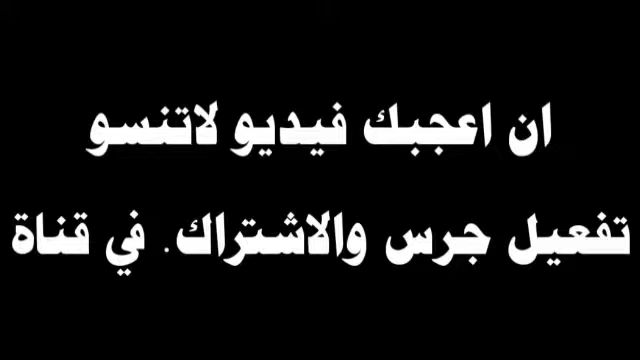 ان اعجبك فيديو لاتنسو
تفعيل جرس والاشتراك. في قناة